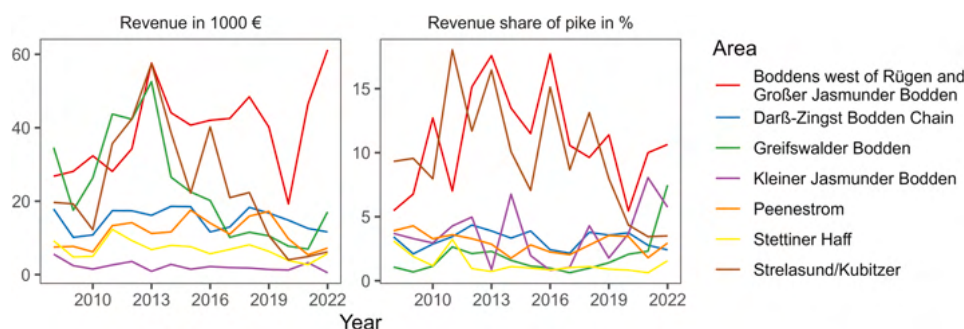 Revenue in 1000 €
Revenue share of pike in %
60
40
20
0
15
10
5
0
2010 2013 2016 2019 2022
2010 2013 2016 2019 2022
Year
Area
Boddens west of Rügen and
Großer Jasmunder Bodden
Darß-Zingst Bodden Chain
Greifswalder Bodden
Kleiner Jasmunder Bodden
Peenestrom
Stettiner Haff
Strelasund/Kubitzer